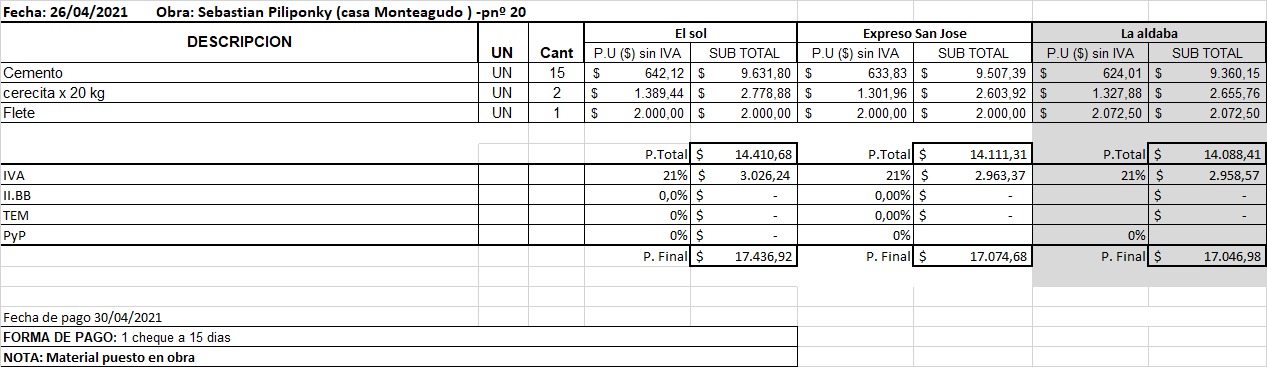 Fecha: 26/04/2021 Obra: Sebastian Piliponky (casa Monteagudo ) -pnº 20
El sol Expreso San Jose La aldaba
DESCRIPCION UN Cant P.U ($) sin IVA SUB TOTAL P.U ($) sin IVA SUB TOTAL P.U ($) sin IVA SUB TOTAL
Cemento UN 15 $ 642,12 $ 9.631,80 $ 633,83 $ 9.507,39 $ 624,01 $ 9.360,15
cerecita x 20 kg UN 2 $ 1.389,44 $ 2.778,88 $ 1.301,96 $ 2.603,92 $ 1.327,88 $ 2.655,76
Flete UN 1 $ 2.000,00 $ 2.000,00 $ 2.000,00 $ 2.000,00 $ 2.072,50 $ 2.072,50
P.Total $ 14.410,68 P.Total $ 14.111,31 P.Total $ 14.088,41
IVA 21% $ 3.026,24 21% $ 2.963,37 21% $ 2.958,57
II.BB 0,0% $ - 0,00% $ - $ -
TEM 0% $ - 0,00% $ - $ -
PyP 0% $ - 0% 0%
P. Final $ 17.436,92 P. Final $ 17.074,68 P. Final $ 17.046,98
Fecha de pago 30/04/2021
FORMA DE PAGO: 1 cheque a 15 dias
NOTA: Material puesto en obra